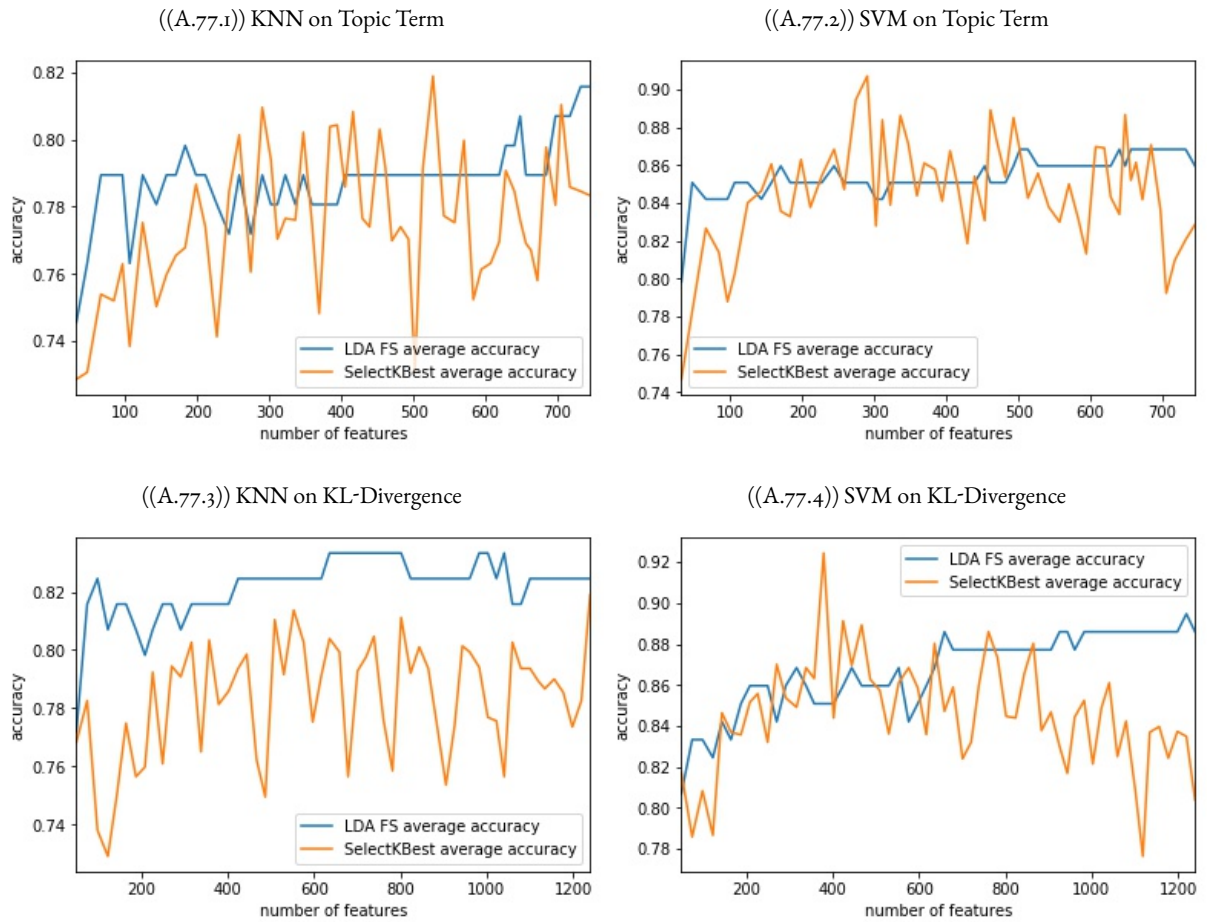 ((A.77.1)) KNN on Topic Term
((A.77.2)) SVM on Topic Term
0.82
0.80
0.78
0.76
0.74
accuracy
LDA FS average accuracy
SelectKBest average accuracy
100 200 300 400 500 600 700
number of features
0.90
0.88
0.86
0.84
0.82
0.80
0.78
0.76
0.74
accuracy
LDA FS average accuracy
SelectKBest average accuracy
100 200 300 400 500 600 700
number of features
((A.77.3)) KNN on KL-Divergence
((A.77.4)) SVM on KL-Divergence
0.82
0.80
0.78
0.76
0.74
accuracy
LDA FS average accuracy
SelectKBest average accuracy
200 400 600 800 1000 1200
number of features
0.92
0.90
0.88
0.86
0.84
0.82
0.80
0.78
accuracy
LDA FS average accuracy
SelectKBest average accuracy
200 400 600 800 1000 1200
number of features